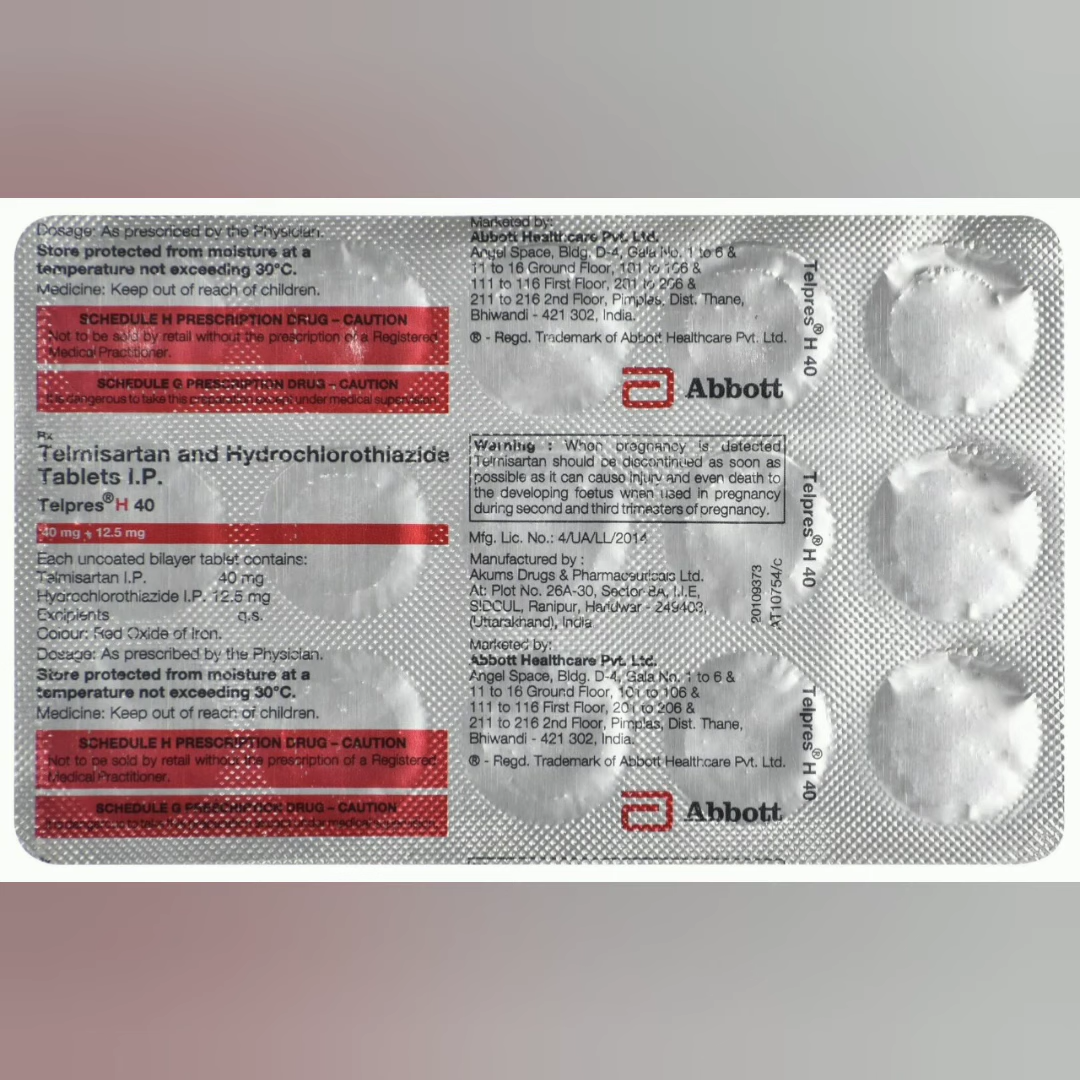 Dosage: As prescribed by the Physician.
Store protected from moisture at a
temperature not exceeding 30°C.
Medicine: Keep out of reach of children.
SCHEDULE H PRESCRIPTION DRUG – CAUTION
Not to be sold by retail without the prescription of a Registered
Medical Practitioner.
SCHEDULE G PRESCRIPTION DRUG – CAUTION
It is dangerous to take this preparation except under medical supervision.
Rx
Telmisartan and Hydrochlorothiazide
Tablets I.P.
Telpres® H 40
40 mg + 12.5 mg
Each uncoated bilayer tablet contains:
Telmisartan I.P. 40 mg
Hydrochlorothiazide I.P. 12.5 mg
Excipients q.s.
Colour: Red Oxide of Iron.
Dosage: As prescribed by the Physician.
Store protected from moisture at a
temperature not exceeding 30°C.
Medicine: Keep out of reach of children.
SCHEDULE H PRESCRIPTION DRUG – CAUTION
Not to be sold by retail without the prescription of a Registered
Medical Practitioner.
SCHEDULE G PRESCRIPTION DRUG – CAUTION
Marketed by:
Abbott Healthcare Pvt. Ltd.
Angel Space, Bldg. D-4, Gala No. 1 to 6 &
11 to 16 Ground Floor, 101 to 106 &
111 to 116 First Floor, 201 to 206 &
211 to 216 2nd Floor, Pimplas, Dist. Thane,
Bhiwandi - 421 302, India.
® - Regd. Trademark of Abbott Healthcare Pvt. Ltd.
Abbott
Warning : When pregnancy is detected
Telmisartan should be discontinued as soon as
possible as it can cause injury and even death to
the developing foetus when used in pregnancy
during second and third trimesters of pregnancy.
Mfg. Lic. No.: 4/UA/LL/2014
Manufactured by :
Akums Drugs & Pharmaceuticals Ltd.
At: Plot No. 26A-30, Sector-8A, I.I.E,
SIDCUL, Ranipur, Haridwar - 249403,
(Uttarakhand), India
20109373
AT10754/c
Marketed by:
Abbott Healthcare Pvt. Ltd.
Angel Space, Bldg. D-4, Gala No. 1 to 6 &
11 to 16 Ground Floor, 101 to 106 &
111 to 116 First Floor, 201 to 206 &
211 to 216 2nd Floor, Pimplas, Dist. Thane,
Bhiwandi - 421 302, India.
® - Regd. Trademark of Abbott Healthcare Pvt. Ltd.
Abbott
Telpres® H 40
Telpres® H 40
Telpres® H 40